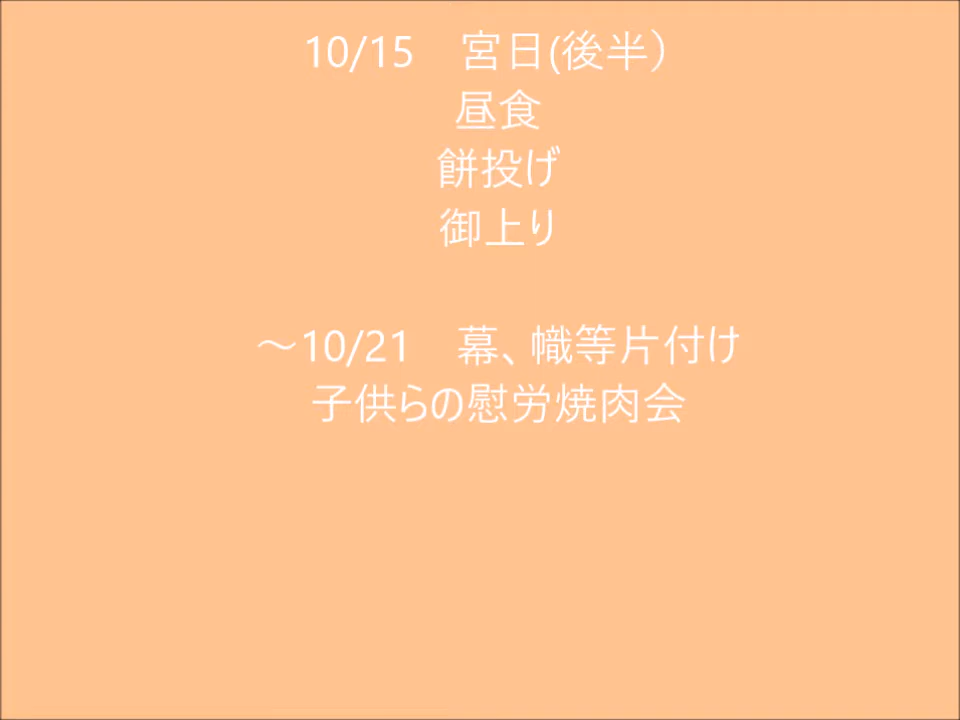 10/15　宮日(後半）
昼食
餅投げ
御上り
～10/21　幕、幟等片付け
子供らの慰労焼肉会